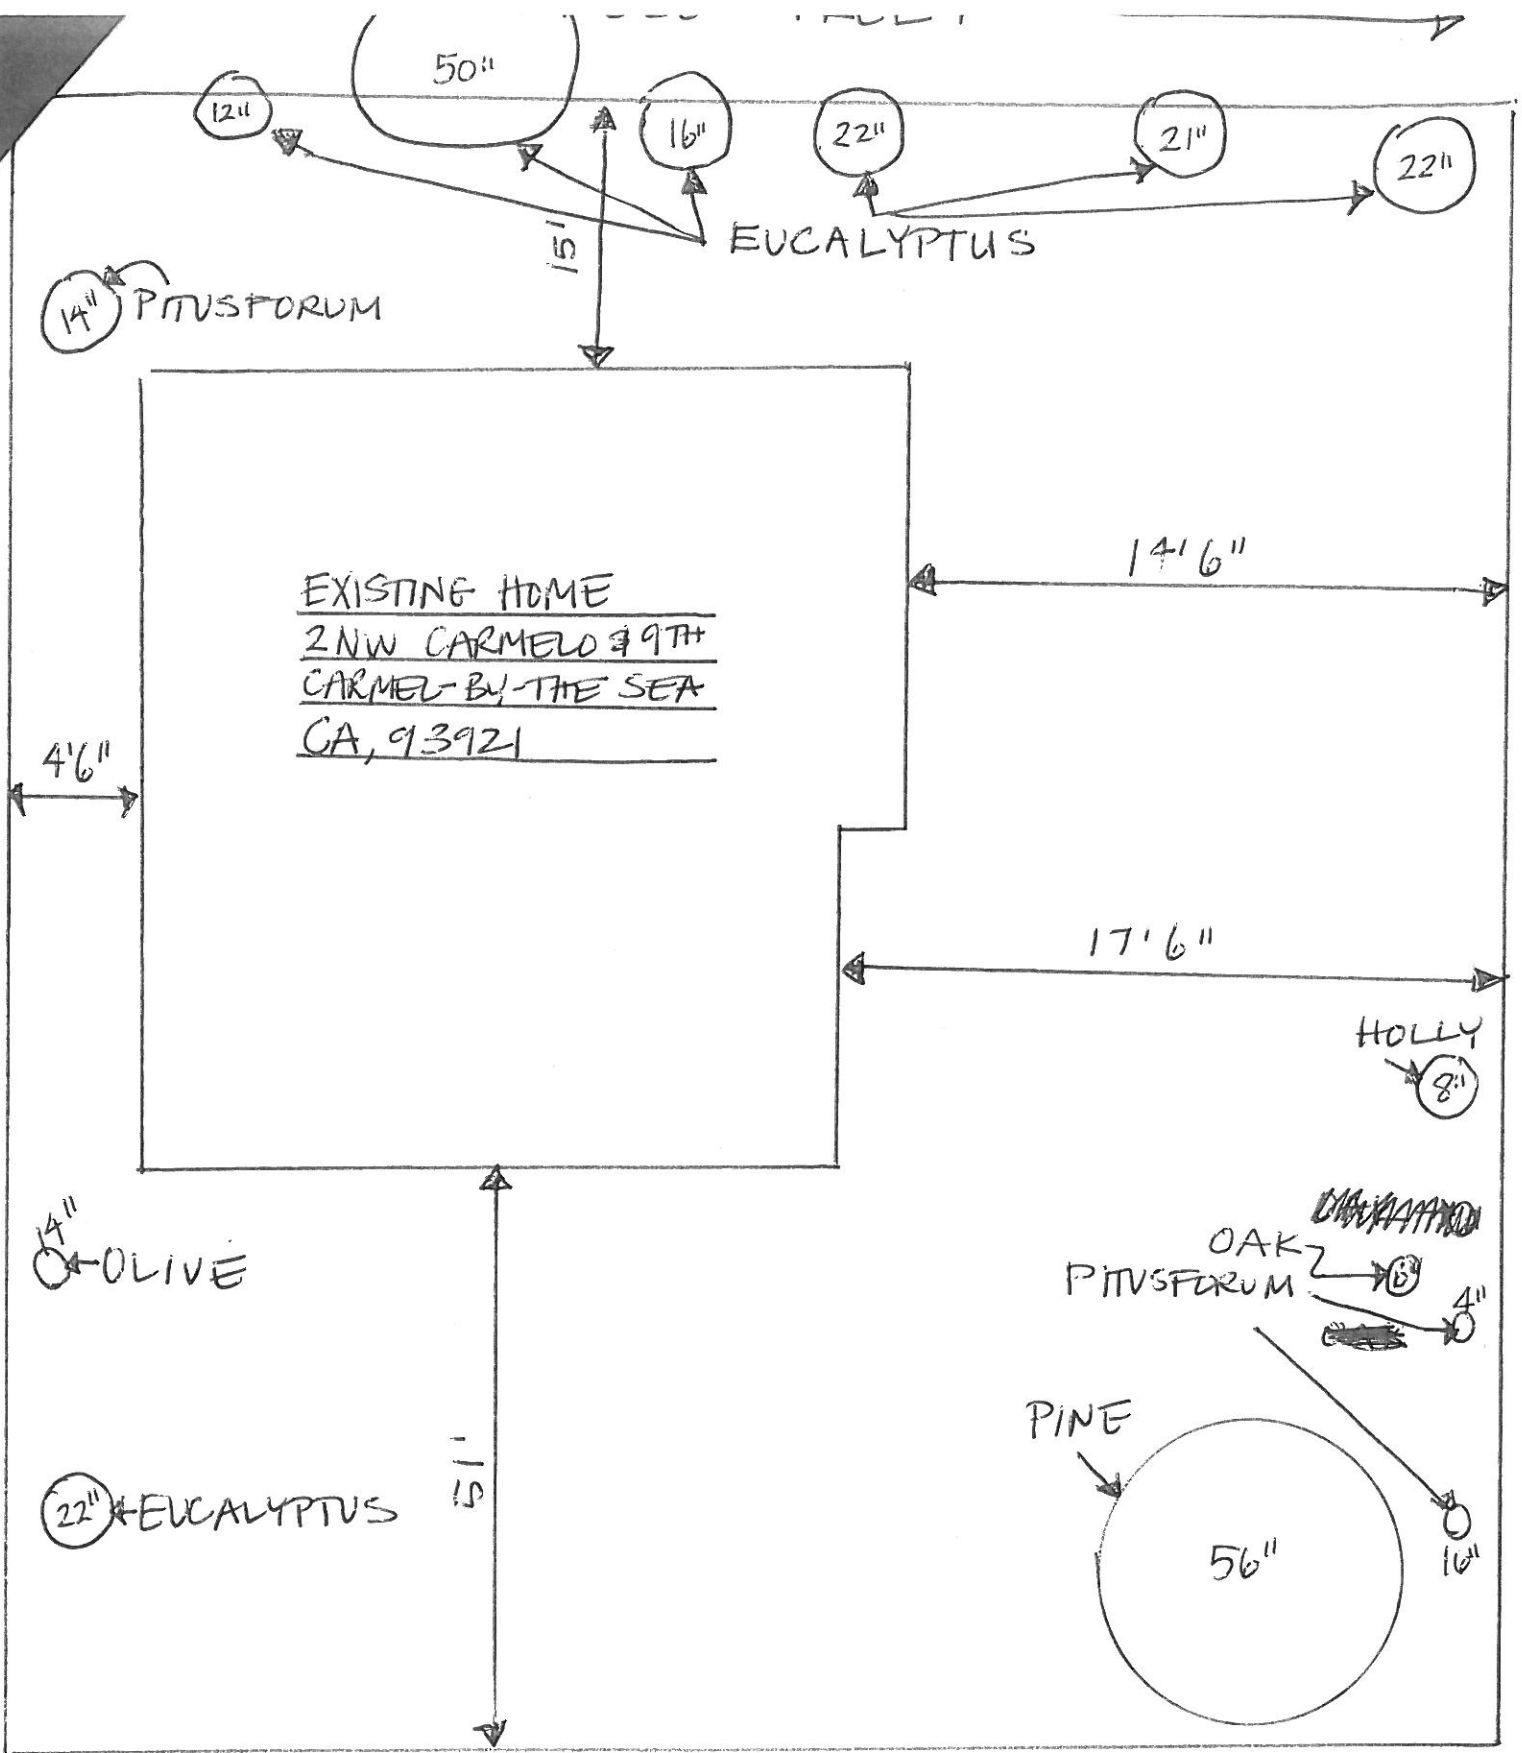 50"
12"
16"
22"
21"
22"
15'
EUCALYPTUS
14"
PITUSFORUM
14'6"
EXISTING HOME
2NW CARMELO & 9TH
CARMEL-BY-THE SEA
CA, 93921
4'6"
17'6"
HOLLY
8"
14"
OLIVE
OAK
6"
PITUSFORUM
4"
PINE
22"
EUCALYPTUS
51'
56"
16"